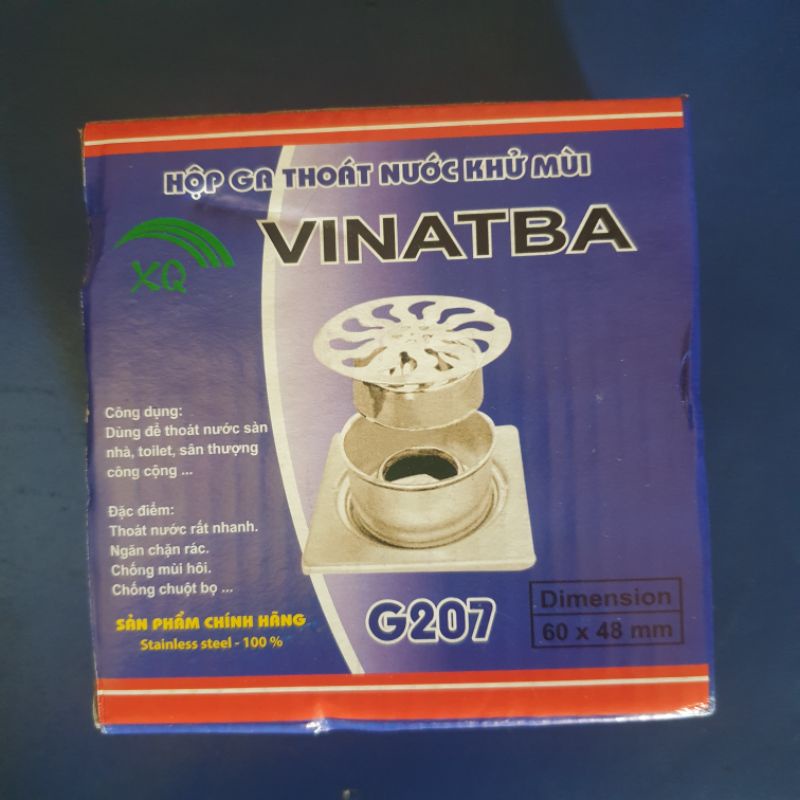 HỘP GA THOÁT NƯỚC KHỬ MÙI
VINATBA
XQ
Công dụng:
Dùng để thoát nước sàn
nhà, toilet, sân thượng
công cộng ...
Đặc điểm:
Thoát nước rất nhanh.
Ngăn chặn rác.
Chống mùi hôi.
Chống chuột bọ ...
SẢN PHẨM CHÍNH HÃNG
Stainless steel - 100 %
G207
Dimension
60 x 48 mm